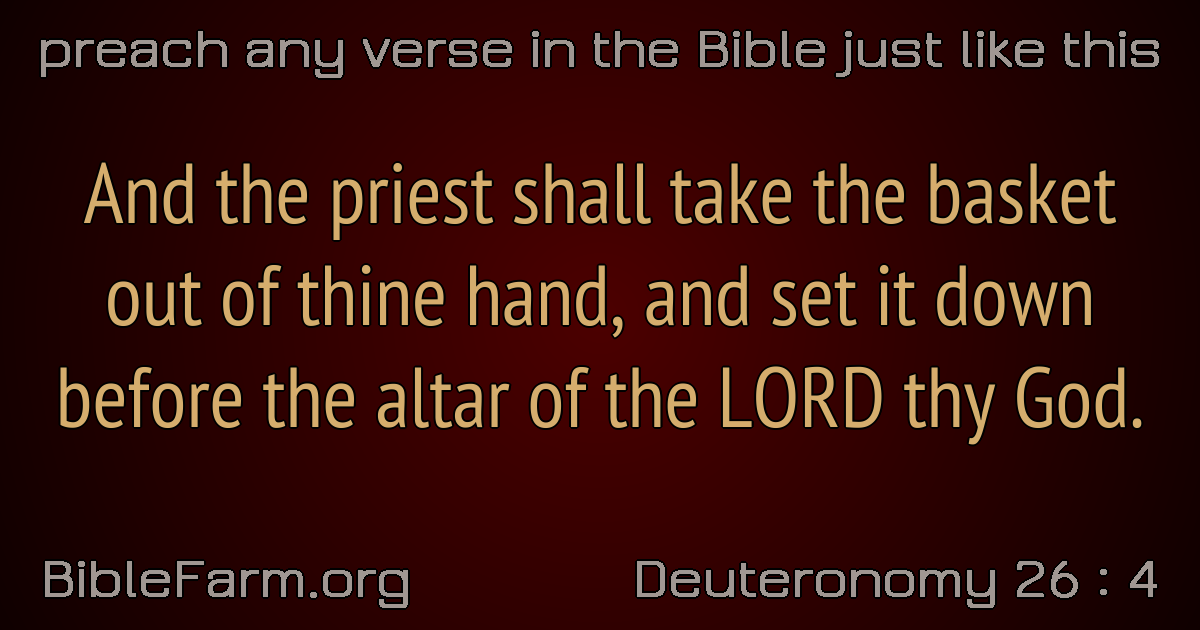 preach any verse in the Bible just like this
And the priest shall take the basket
out of thine hand, and set it down
before the altar of the LORD thy God.
BibleFarm.org
Deuteronomy 26 : 4